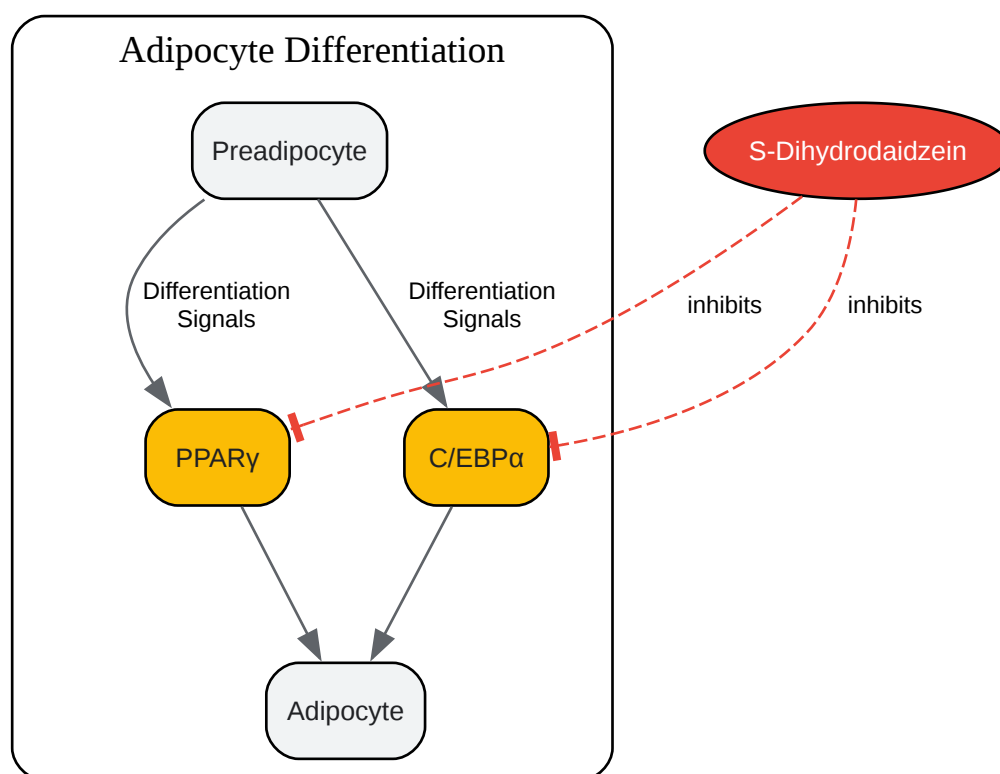 Adipocyte Differentiation
Preadipocyte
S-Dihydrodaidzein
Differentiation
Signals
Differentiation
Signals
inhibits
inhibits
PPARγ
C/EBPα
Adipocyte